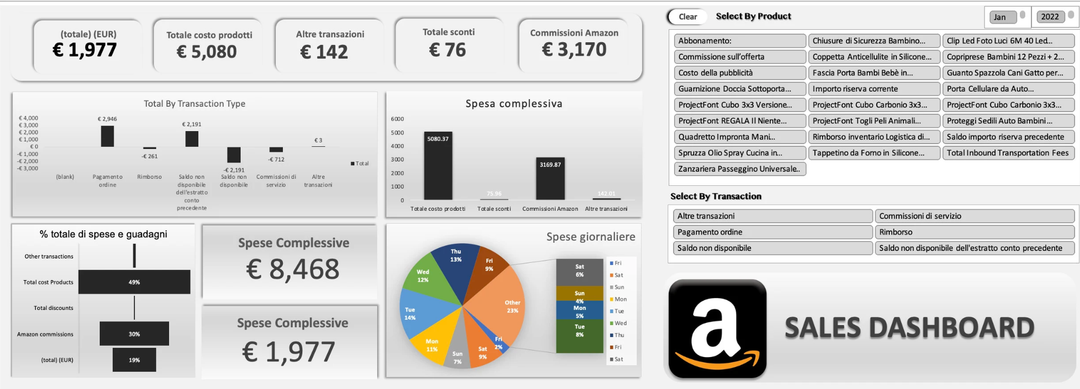 (totale) (EUR)
€ 1,977
Totale costo prodotti
€ 5,080
Altre transazioni
€ 142
Totale sconti
€ 76
Commissioni Amazon
€ 3,170
Clear
Select By Product
Jan
2022
Abbonamento:
Chiusure di Sicurezza Bambino...
Clip Led Foto Luci 6M 40 Led...
Commissione sull'offerta
Coppetta Anticellulite in Silicone...
Copriprese Bambini 12 Pezzi + 2...
Costo della pubblicità
Fascia Porta Bambi Bebè in...
Guanto Spazzola Cani Gatto per...
Guarnizione Doccia Sottoporta...
Importo riserva corrente
Porta Cellulare da Auto...
ProjectFont Cubo 3x3 Versione...
ProjectFont Cubo Carbonio 3x3...
ProjectFont Cubo Carbonio 3x3...
ProjectFont REGALA Il Niente...
ProjectFont Togli Peli Animali...
Proteggi Sedili Auto Bambini...
Quadretto Impronta Mani...
Rimborso inventario Logistica di...
Saldo importo riserva precedente
Spruzza Olio Spray Cucina in...
Tappetino da Forno in Silicone...
Total Inbound Transportation Fees
Zanzariera Passeggino Universale..
Select By Transaction
Altre transazioni
Commissioni di servizio
Pagamento online
Rimborso
Saldo non disponibile
Saldo non disponibile dell'estratto conto precedente
Total By Transaction Type
€ 4,000
€ 3,000
€ 2,000
€ 1,000
€ 0
-€ 1,000
-€ 2,000
-€ 3,000
€ 2,946
-€ 261
€ 2,191
-€ 2,191
-€ 712
€ 3
(blank)
Pagamento online
Rimborso
Saldo non disponibile dell'estratto conto precedente
Saldo non disponibile
Commissioni di servizio
Altre transazioni
Total
Spesa complessiva
6000
5000
4000
3000
2000
1000
0
5080.37
75.96
3169.87
142.01
Totale costo prodotti
Totale sconti
Commissioni Amazon
Altre transazioni
% totale di spese e guadagni
Other transactions
Total cost Products
49%
Total discounts
Amazon commissions
30%
(total) (EUR)
19%
Spese Complessive
€ 8,468
Spese Complessive
€ 1,977
Spese giornaliere
Thu
13%
Fri
9%
Wed
12%
Other
23%
Tue
14%
Mon
11%
Sun
7%
Sat
9%
Fri
2%
Sat
6%
Sun
4%
Mon
5%
Tue
8%
Fri
Sat
Sun
Mon
Tue
Wed
Thu
Fri
Sat
a
SALES DASHBOARD